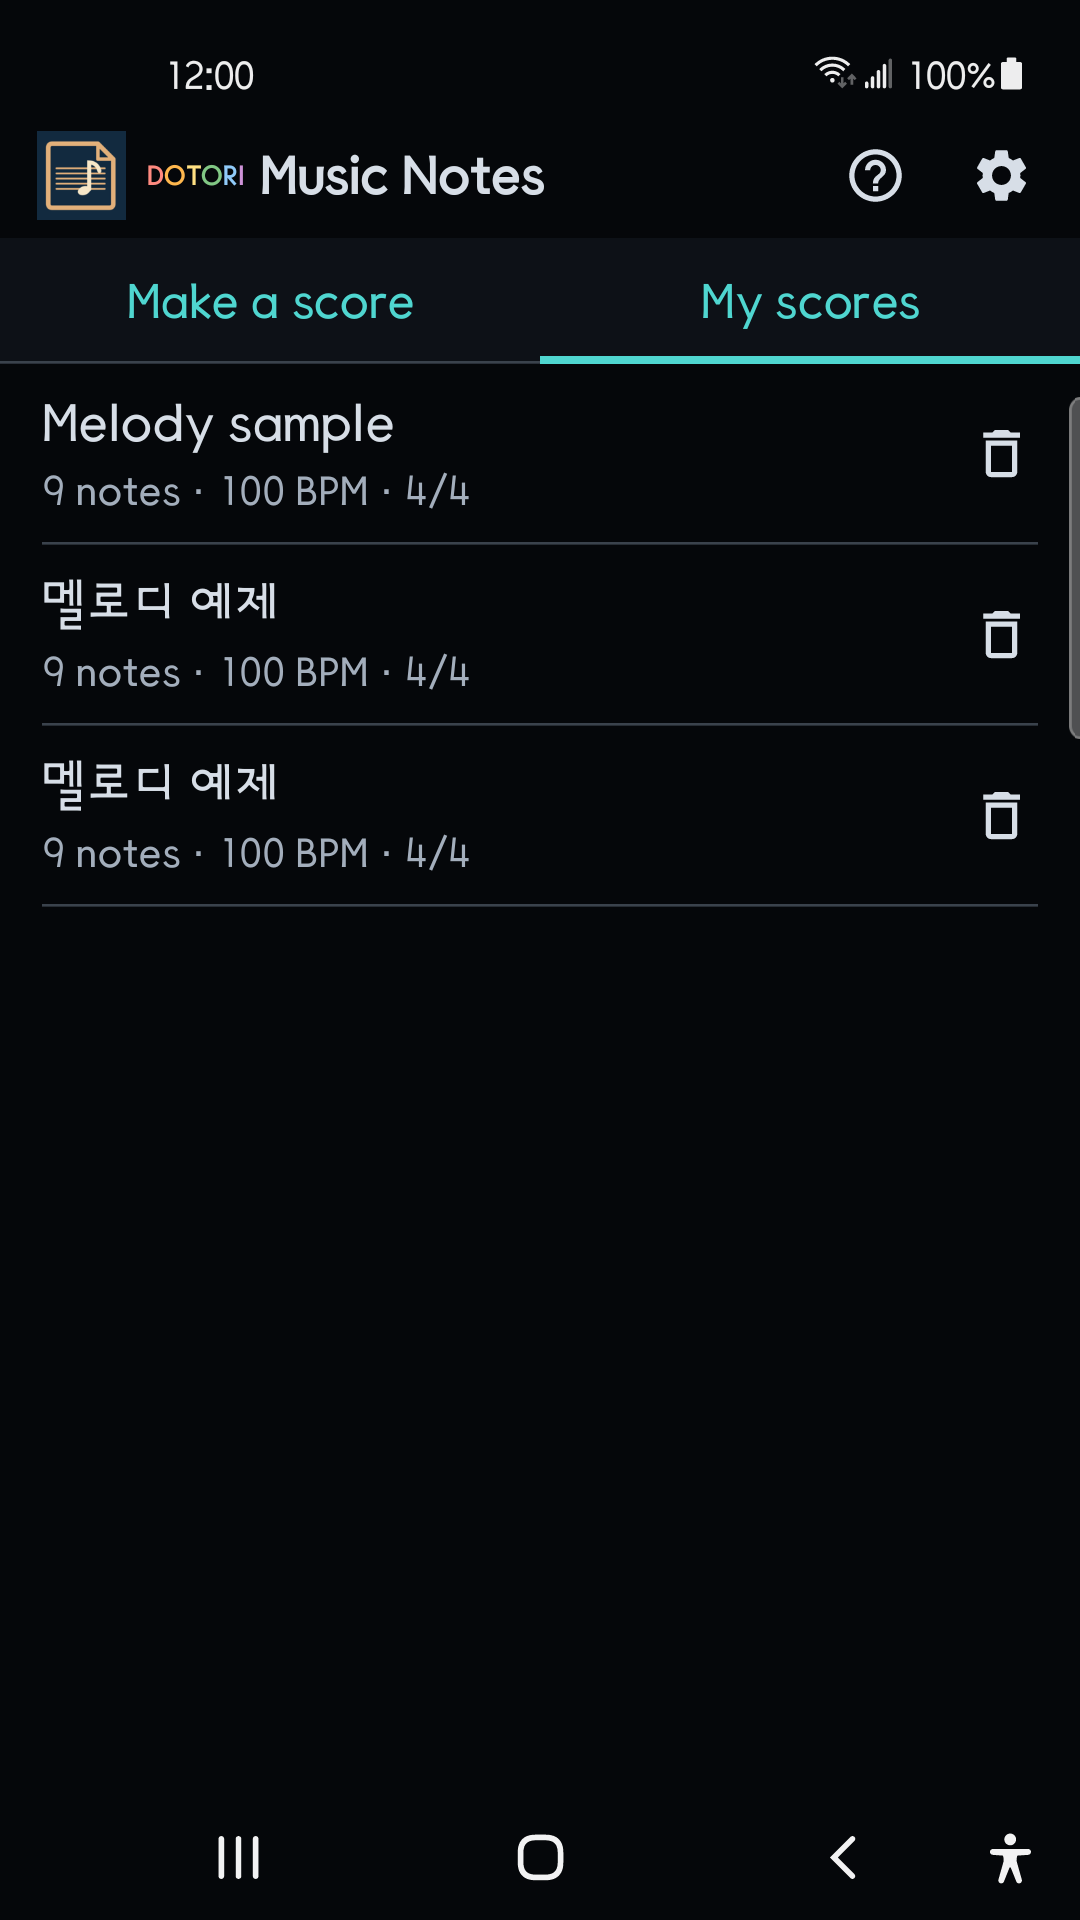 12:00
100%
DOTORI Music Notes
Make a score
My scores
Melody sample
9 notes · 100 BPM · 4/4
멜로디 예제
9 notes · 100 BPM · 4/4
멜로디 예제
9 notes · 100 BPM · 4/4